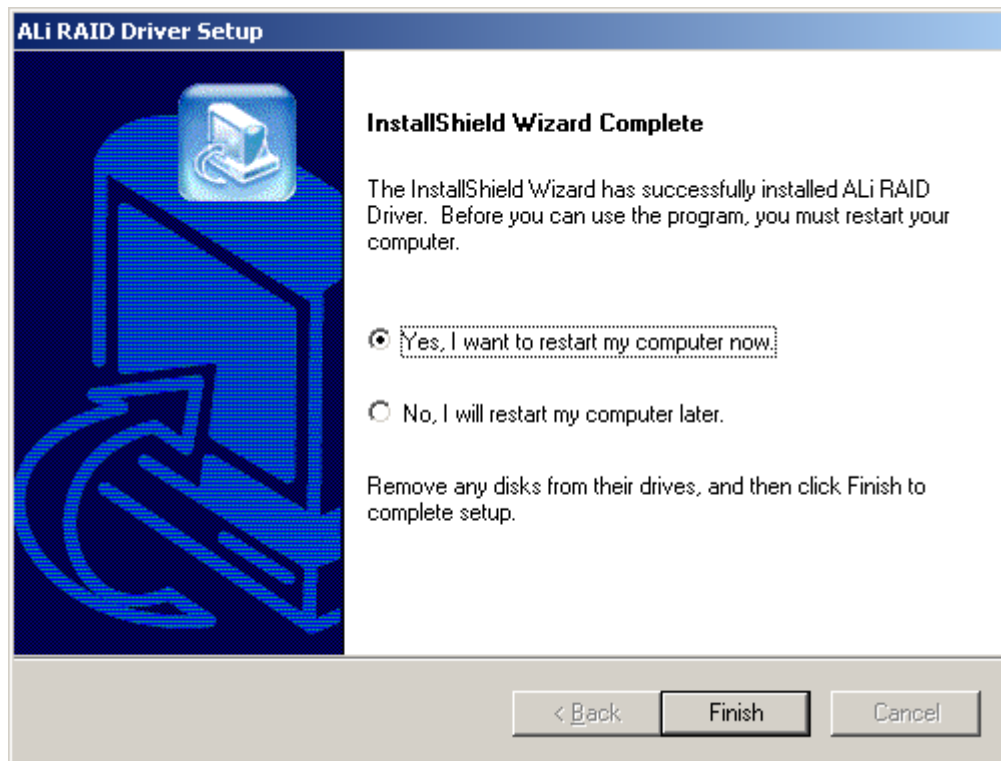 ALi RAID Driver Setup
InstallShield Wizard Complete
The InstallShield Wizard has successfully installed ALi RAID
Driver.  Before you can use the program, you must restart your
computer.
Yes, I want to restart my computer now.
No, I will restart my computer later.
Remove any disks from their drives, and then click Finish to
complete setup.
< Back
Finish
Cancel